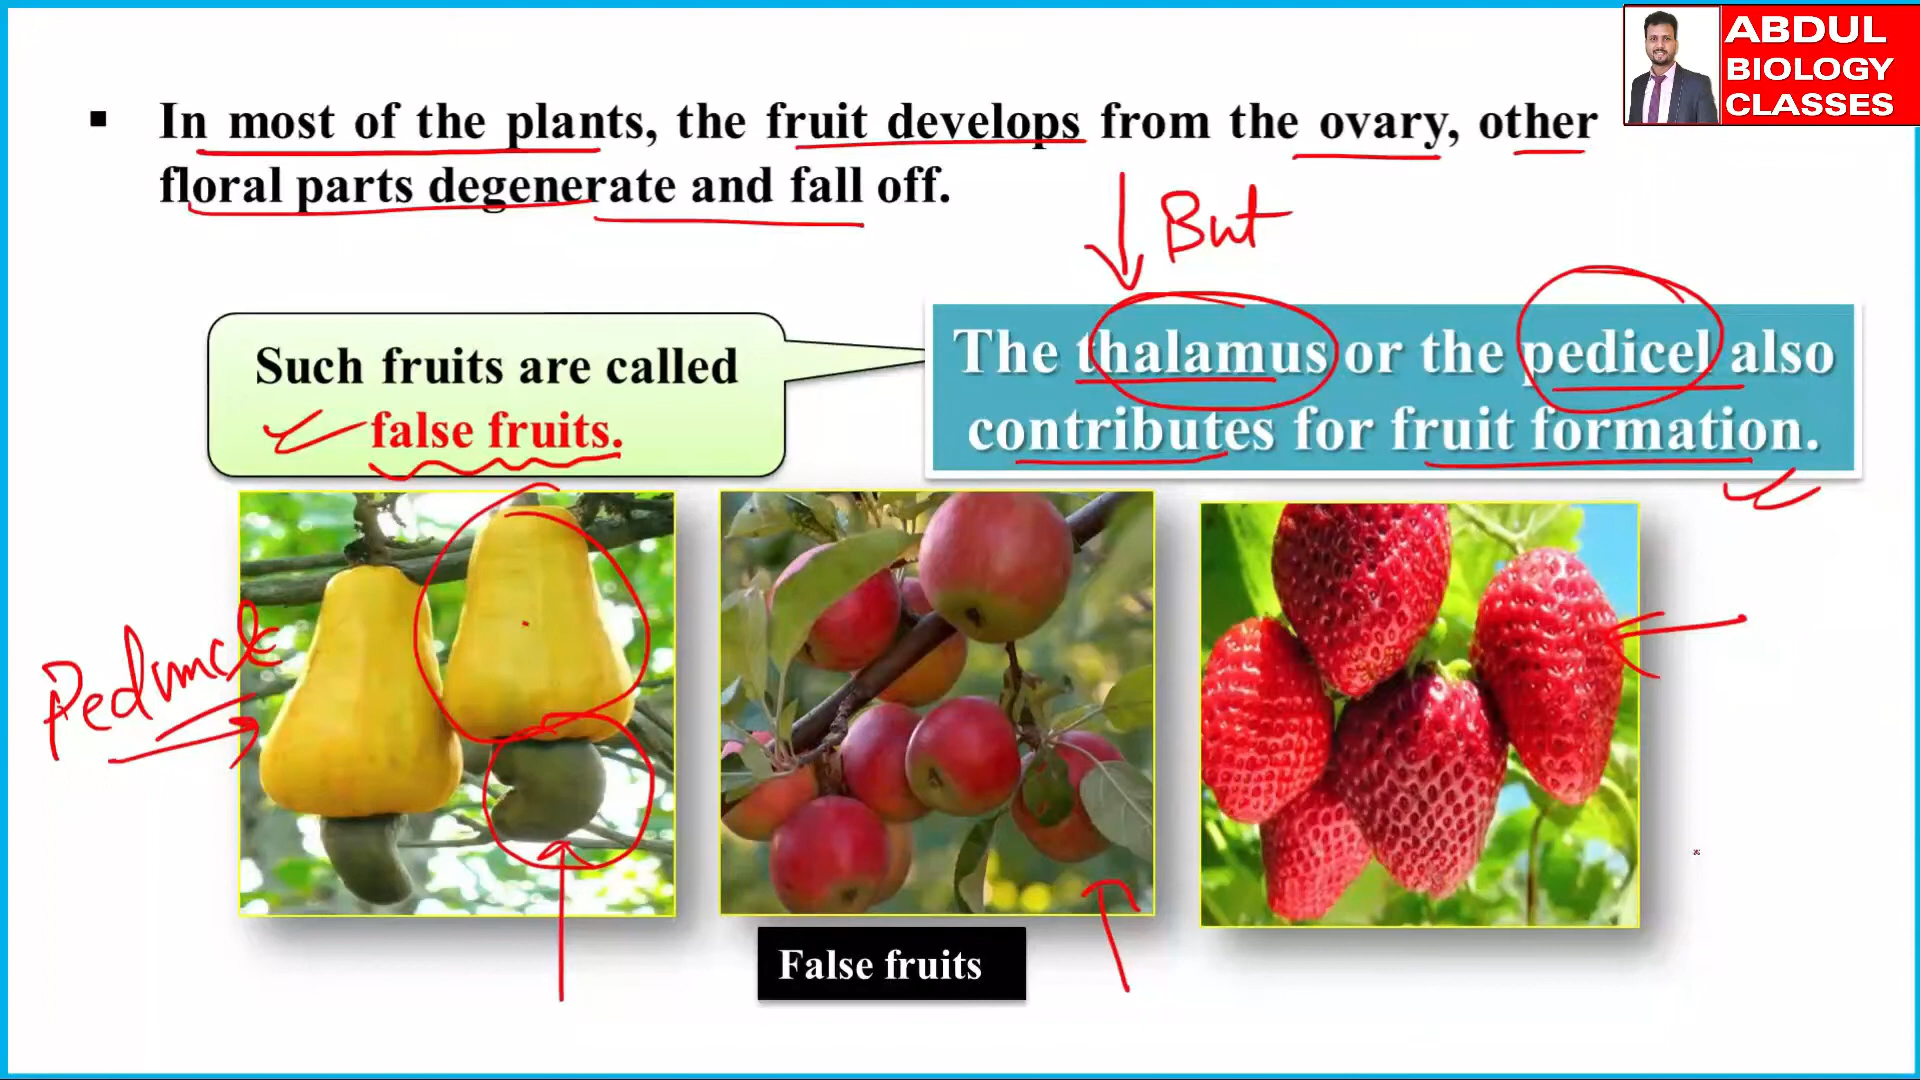 ABDUL
BIOLOGY
CLASSES
▪ In most of the plants, the fruit develops from the ovary, other
floral parts degenerate and fall off.
But
Such fruits are called
false fruits.
The thalamus or the pedicel also
contributes for fruit formation.
Peduncle
False fruits